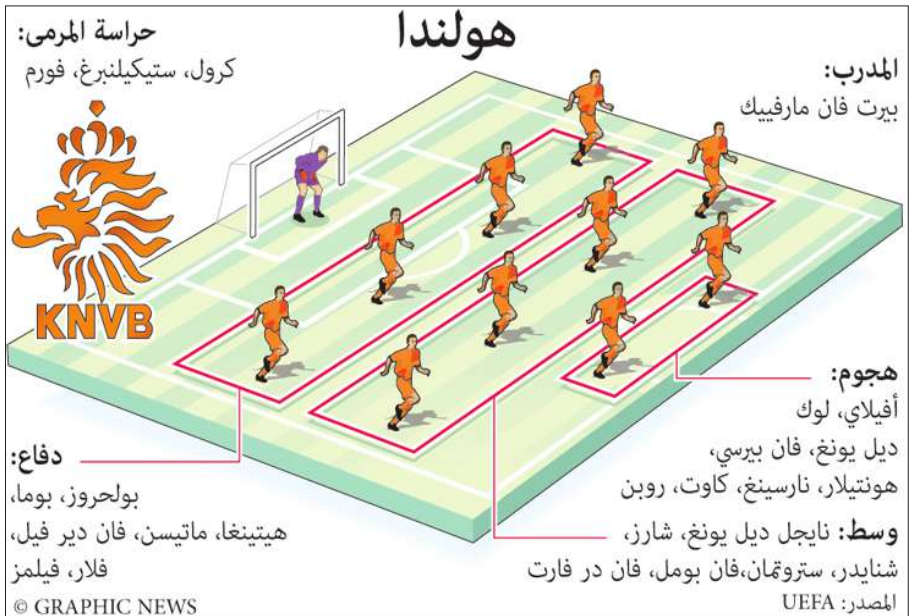 هولندا
المدرب:
بيرت فان مارفييك
حراسة المرمى:
كرول، ستيكيلنبرغ، فورم
KNVB
هجوم:
أفيلاي، لوك
ديل يونغ، فان بيرسي،
هونتيلار، نارسينغ، كاوت، روبن
وسط: نايجل ديل يونغ، شارز،
شنايدر، ستروتمان،فان بومل، فان در فارت
المصدر: UEFA
دفاع:
بولحروز، بوما،
هيتينغا، ماتيسن، فان دير فيل،
فلار، فيلمز
© GRAPHIC NEWS